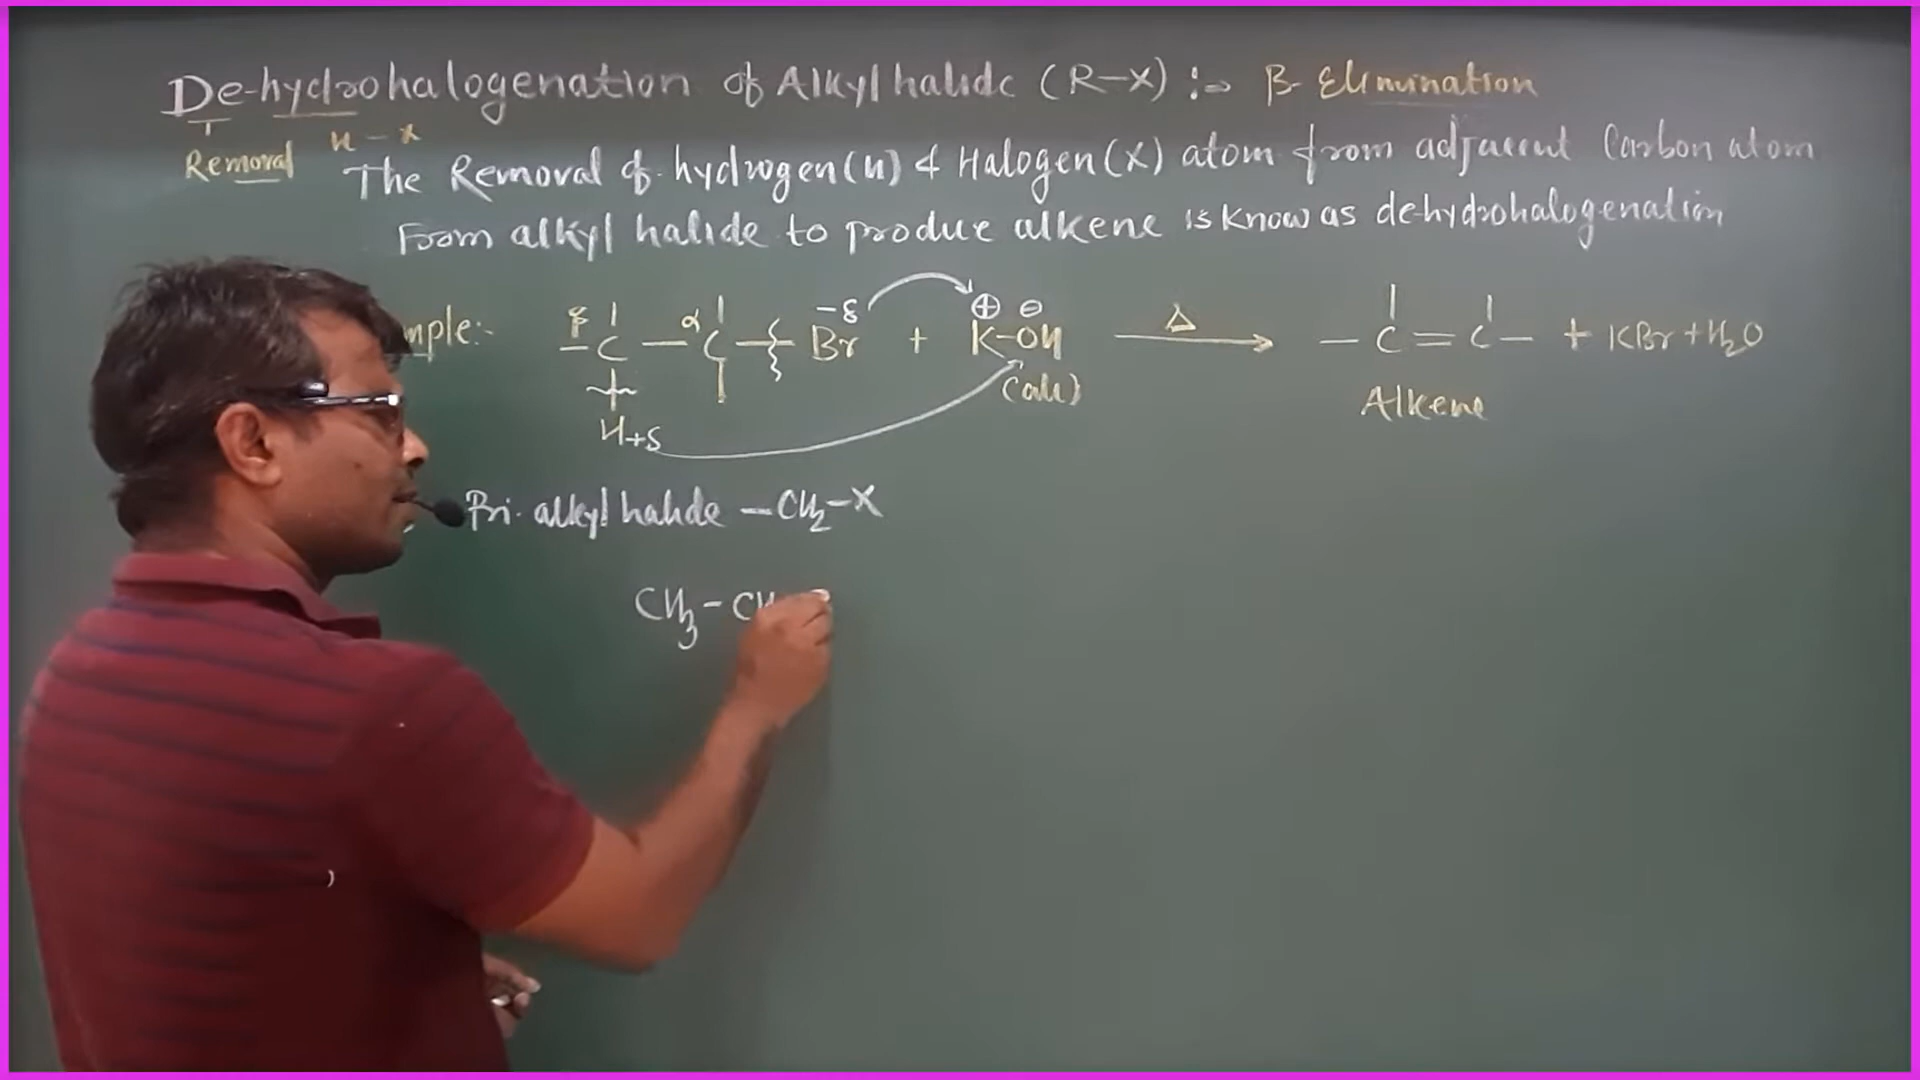 De-hydrohalogenation of Alkyl halide (R-X) :→ β-Elimination
Removal H-X
The Removal of hydrogen(H) & Halogen(X) atom from adjacent Carbon atom
From alkyl halide to produce alkene is know as de-hydrohalogenation
mple:- -C-C-Br + K-OH Δ→ -C=C- + KBr + H2O
β α -δ ⊕ ⊖
H+δ (alc) Alkene
Pri. alkyl halide -CH2-X
CH3-CH